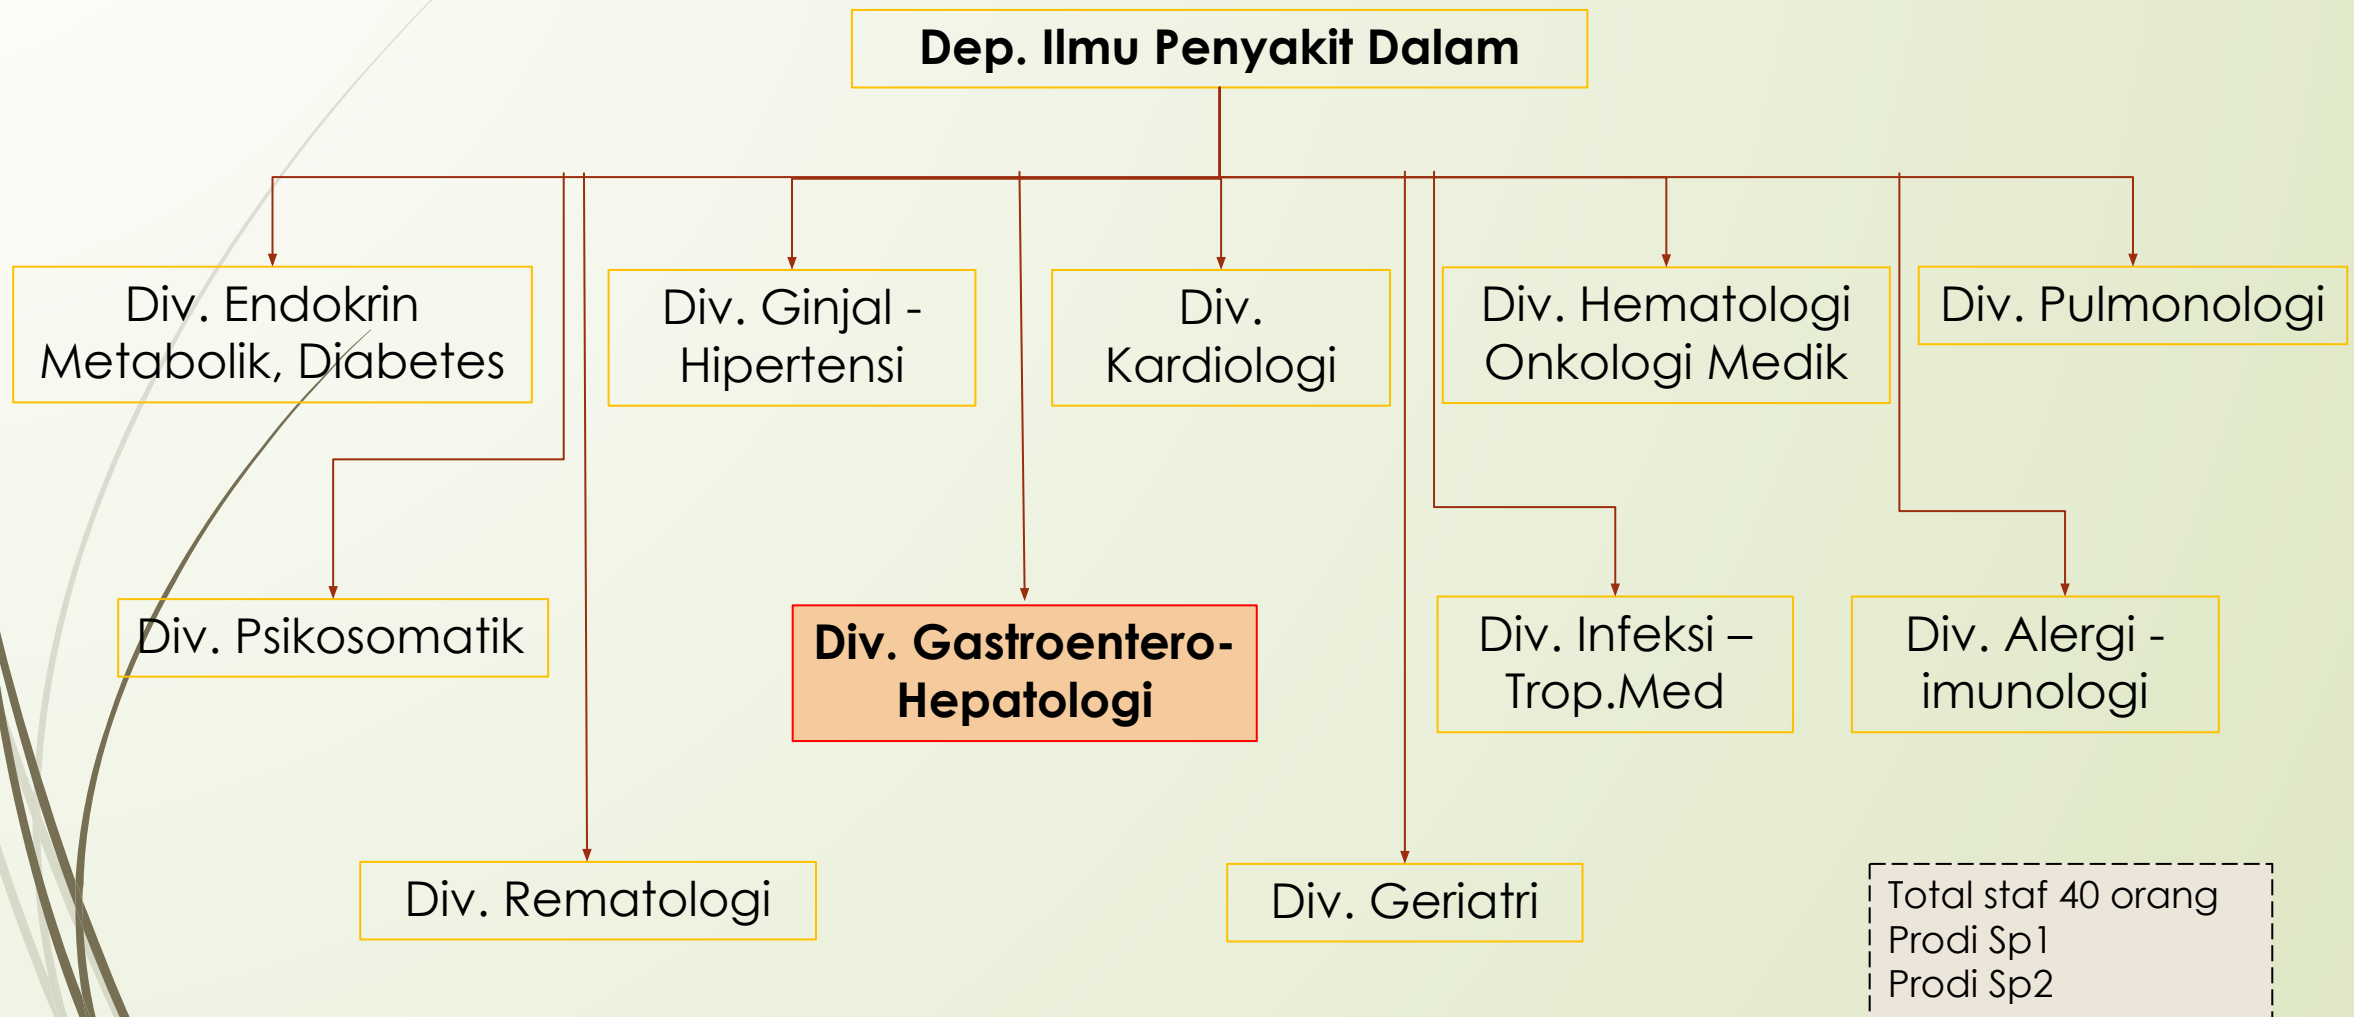 Dep. Ilmu Penyakit Dalam
Div. Endokrin
Metabolik, Diabetes
Div. Ginjal -
Hipertensi
Div.
Kardiologi
Div. Hematologi
Onkologi Medik
Div. Pulmonologi
Div. Psikosomatik
Div. Gastroentero-
Hepatologi
Div. Infeksi –
Trop.Med
Div. Alergi -
imunologi
Div. Rematologi
Div. Geriatri
Total staf 40 orang
Prodi Sp1
Prodi Sp2